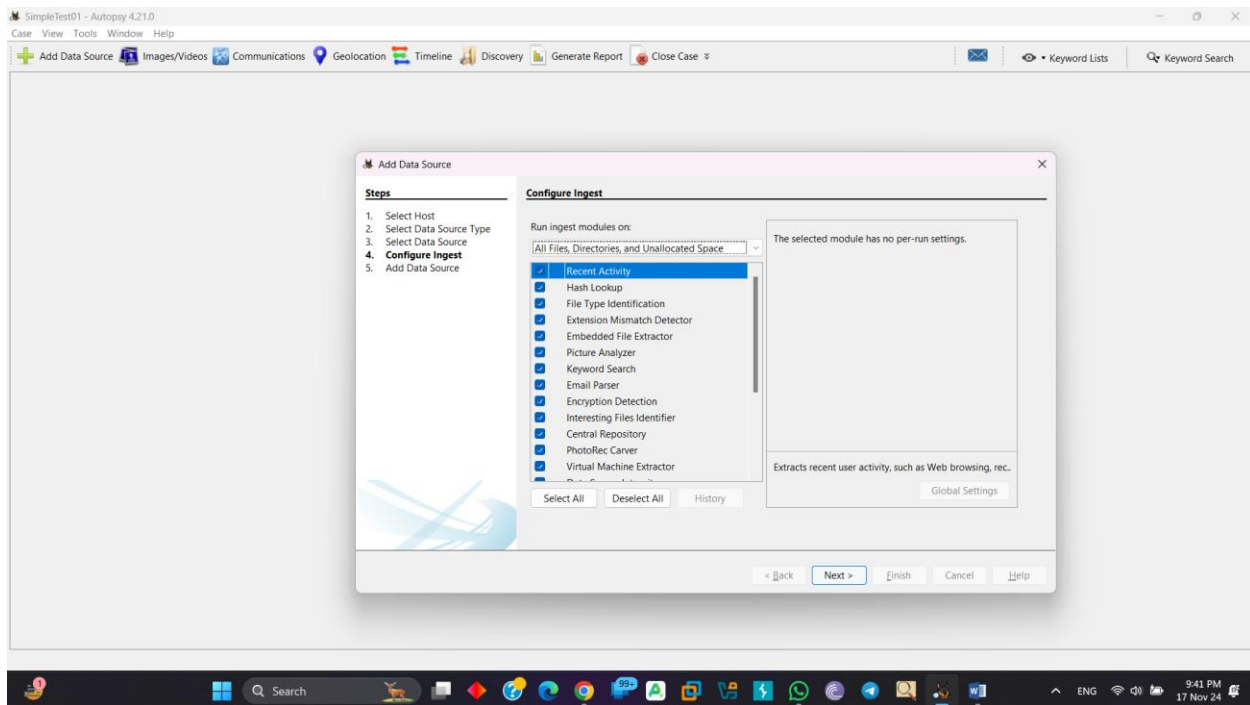 SimpleTest01 - Autopsy 4.21.0
Case View Tools Window Help
Add Data Source Images/Videos Communications Geolocation Timeline Discovery Generate Report Close Case Keyword Lists Keyword Search
Add Data Source
Steps
1. Select Host
2. Select Data Source Type
3. Select Data Source
4. Configure Ingest
5. Add Data Source
Configure Ingest
Run ingest modules on:
All Files, Directories, and Unallocated Space
Recent Activity
Hash Lookup
File Type Identification
Extension Mismatch Detector
Embedded File Extractor
Picture Analyzer
Keyword Search
Email Parser
Encryption Detection
Interesting Files Identifier
Central Repository
PhotoRec Carver
Virtual Machine Extractor
Select All Deselect All History
The selected module has no per-run settings.
Extracts recent user activity, such as Web browsing, rec..
Global Settings
< Back Next > Finish Cancel Help
1
Search
99+
ENG
9:41 PM
17 Nov 24